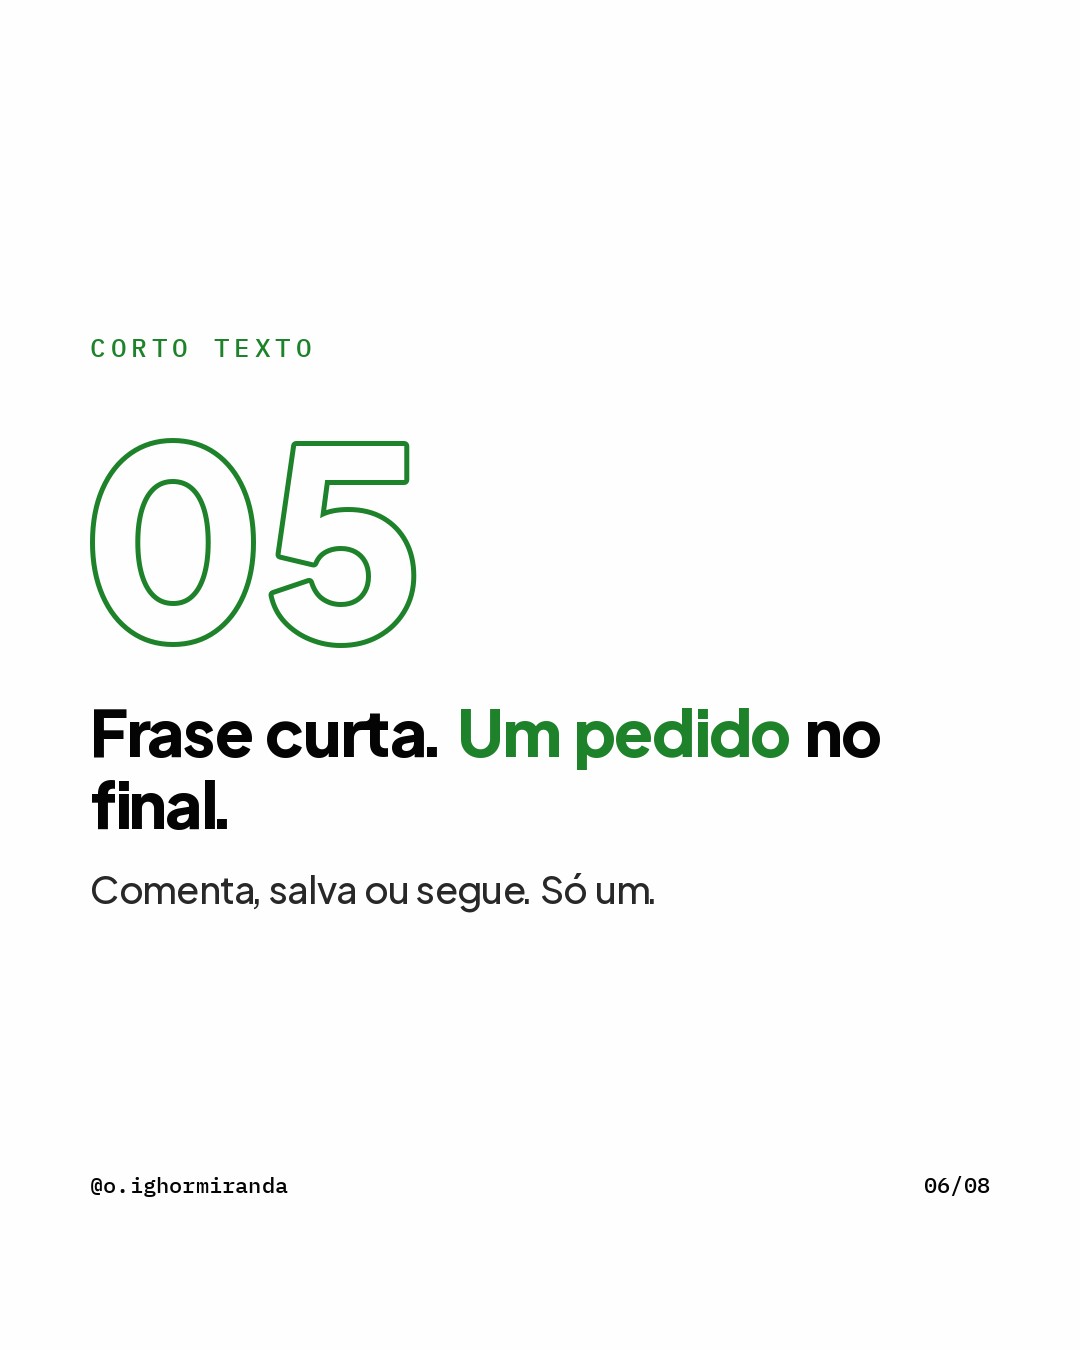 CORTO TEXTO
05
Frase curta. Um pedido no
final.
Comenta, salva ou segue. Só um.
@o.ighormiranda
06/08